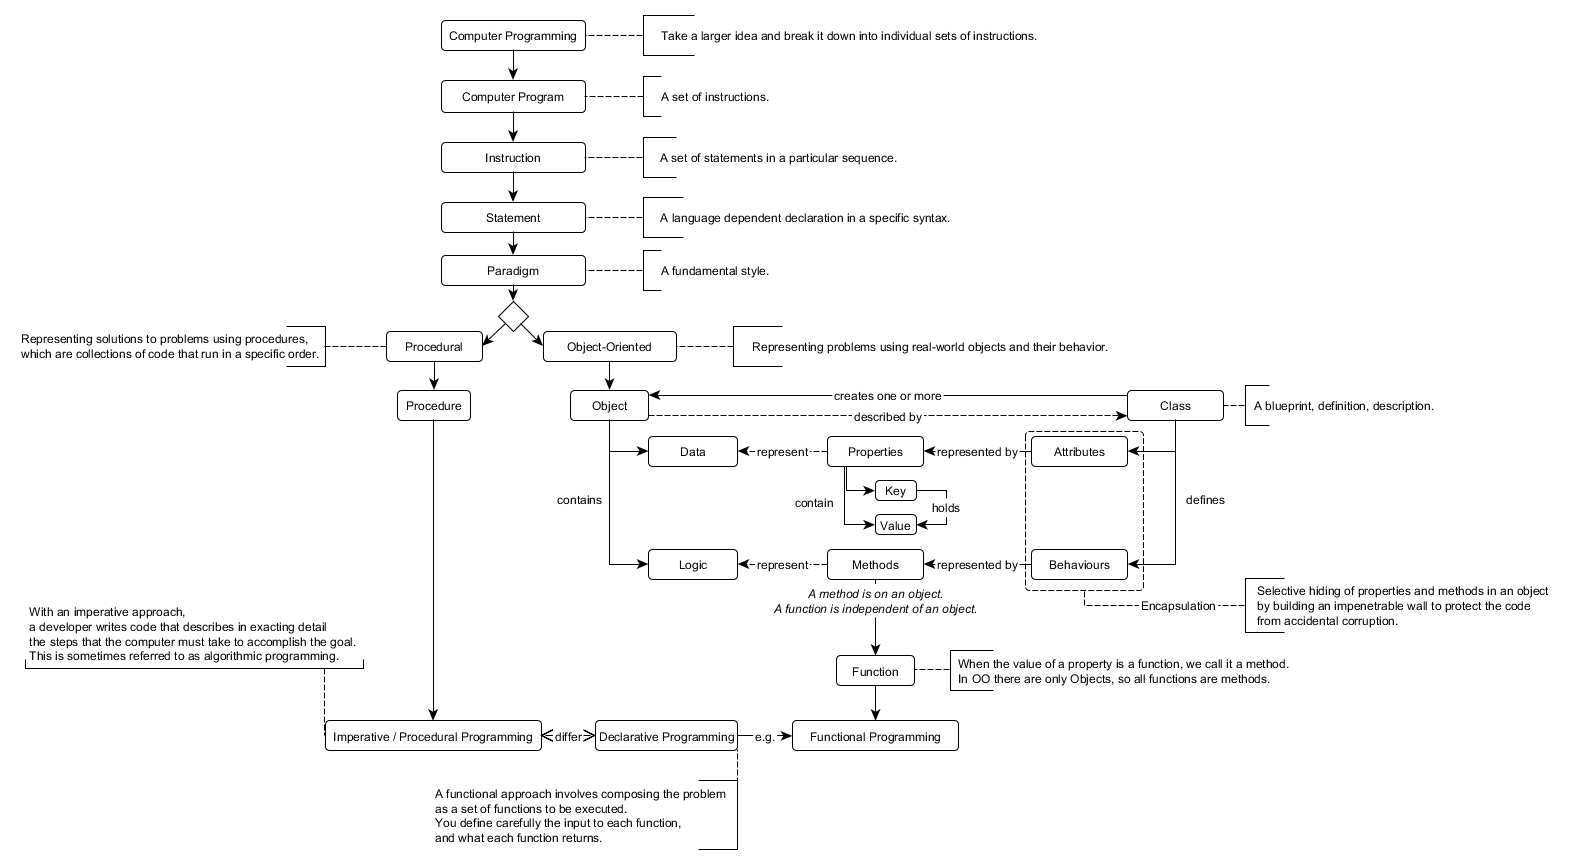 Computer Programming
Take a larger idea and break it down into individual sets of instructions.
Computer Program
A set of instructions.
Instruction
A set of statements in a particular sequence.
Statement
A language dependent declaration in a specific syntax.
Paradigm
A fundamental style.
Representing solutions to problems using procedures,
which are collections of code that run in a specific order.
Procedural
Object-Oriented
Representing problems using real-world objects and their behavior.
Procedure
Object
creates one or more
described by
Class
A blueprint, definition, description.
Data
represent
Properties
represented by
Attributes
contains
contain
Key
holds
Value
defines
Logic
represent
Methods
represented by
Behaviours
A method is on an object.
A function is independent of an object.
Encapsulation
Selective hiding of properties and methods in an object
by building an impenetrable wall to protect the code
from accidental corruption.
With an imperative approach,
a developer writes code that describes in exacting detail
the steps that the computer must take to accomplish the goal.
This is sometimes referred to as algorithmic programming.
Function
When the value of a property is a function, we call it a method.
In OO there are only Objects, so all functions are methods.
Imperative / Procedural Programming
differ
Declarative Programming
e.g.
Functional Programming
A functional approach involves composing the problem
as a set of functions to be executed.
You define carefully the input to each function,
and what each function returns.